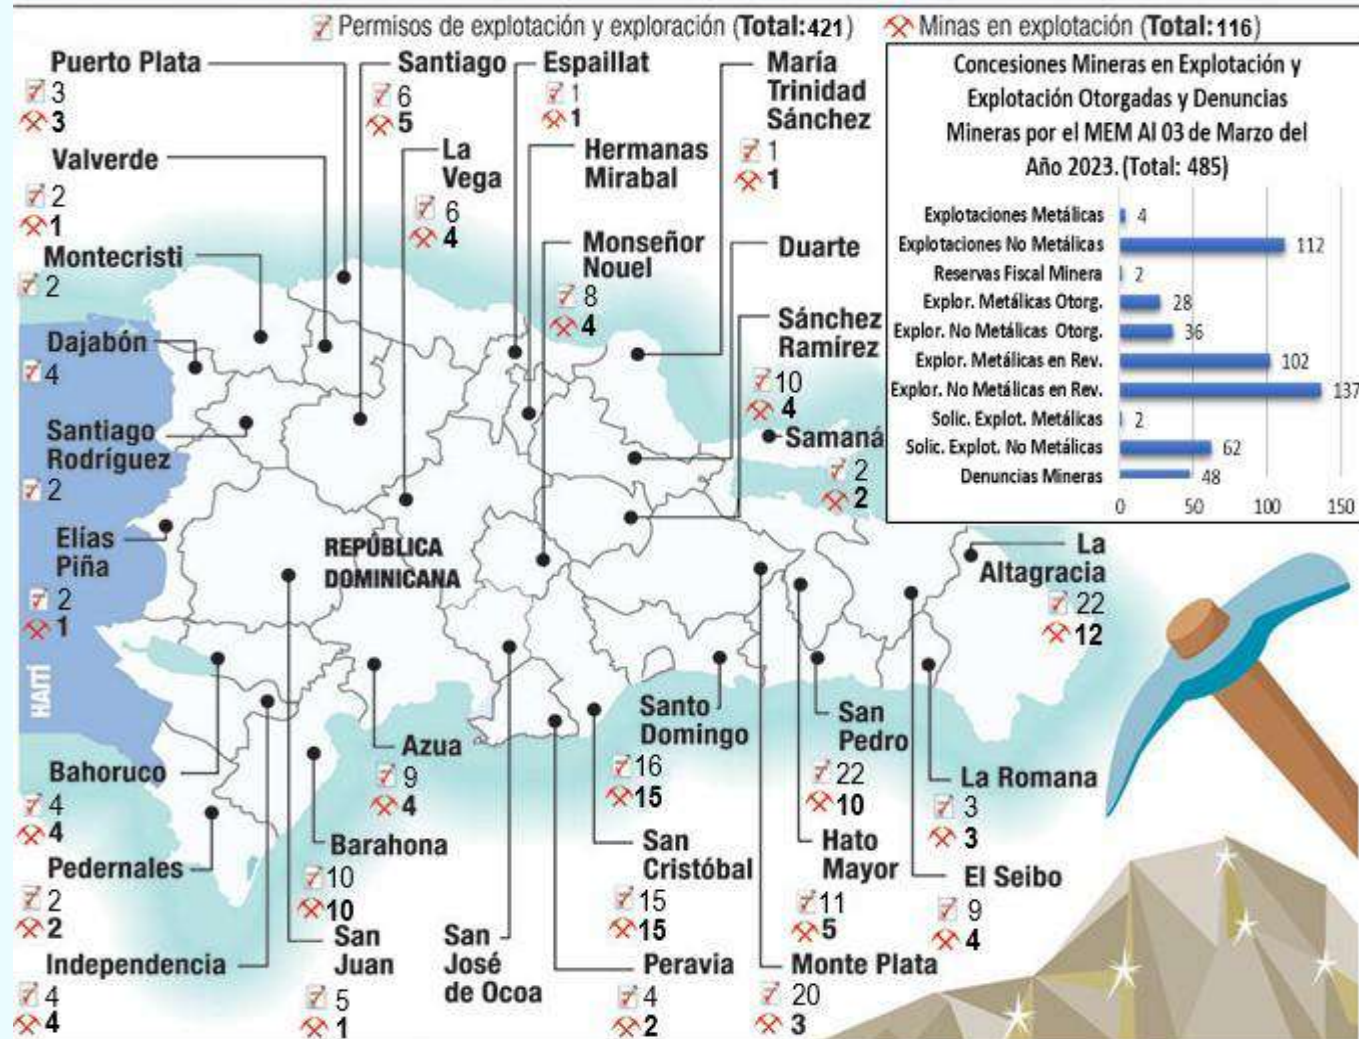 Permisos de explotación y exploración (Total:421)
Minas en explotación (Total:116)
Puerto Plata
3
3
Santiago
6
5
Espaillat
1
1
María
Trinidad
Sánchez
1
1
Valverde
2
1
La
Vega
6
4
Hermanas
Mirabal
Montecristi
2
Monseñor
Nouel
8
4
Duarte
Dajabón
4
Sánchez
Ramírez
10
4
Santiago
Rodríguez
2
Samaná
2
2
Elías
Piña
2
1
REPÚBLICA
DOMINICANA
La
Altagracia
22
12
HAITÍ
Bahoruco
4
4
Azua
9
4
Santo
Domingo
16
15
San
Pedro
22
10
La Romana
3
3
Pedernales
2
2
Barahona
10
10
San
Cristóbal
15
15
Hato
Mayor
11
5
El Seibo
9
4
Independencia
4
4
San
Juan
5
1
San
José
de Ocoa
Peravia
4
2
Monte Plata
20
3
Concesiones Mineras en Explotación y
Explotación Otorgadas y Denuncias
Mineras por el MEM Al 03 de Marzo del
Año 2023. (Total: 485)
Explotaciones Metálicas 4
Explotaciones No Metálicas 112
Reservas Fiscal Minera 2
Explor. Metálicas Otorg. 28
Explor. No Metálicas Otorg. 36
Explor. Metálicas en Rev. 102
Explor. No Metálicas en Rev. 137
Solic. Explot. Metálicas 2
Solic. Explot. No Metálicas 62
Denuncias Mineras 48
0 50 100 150